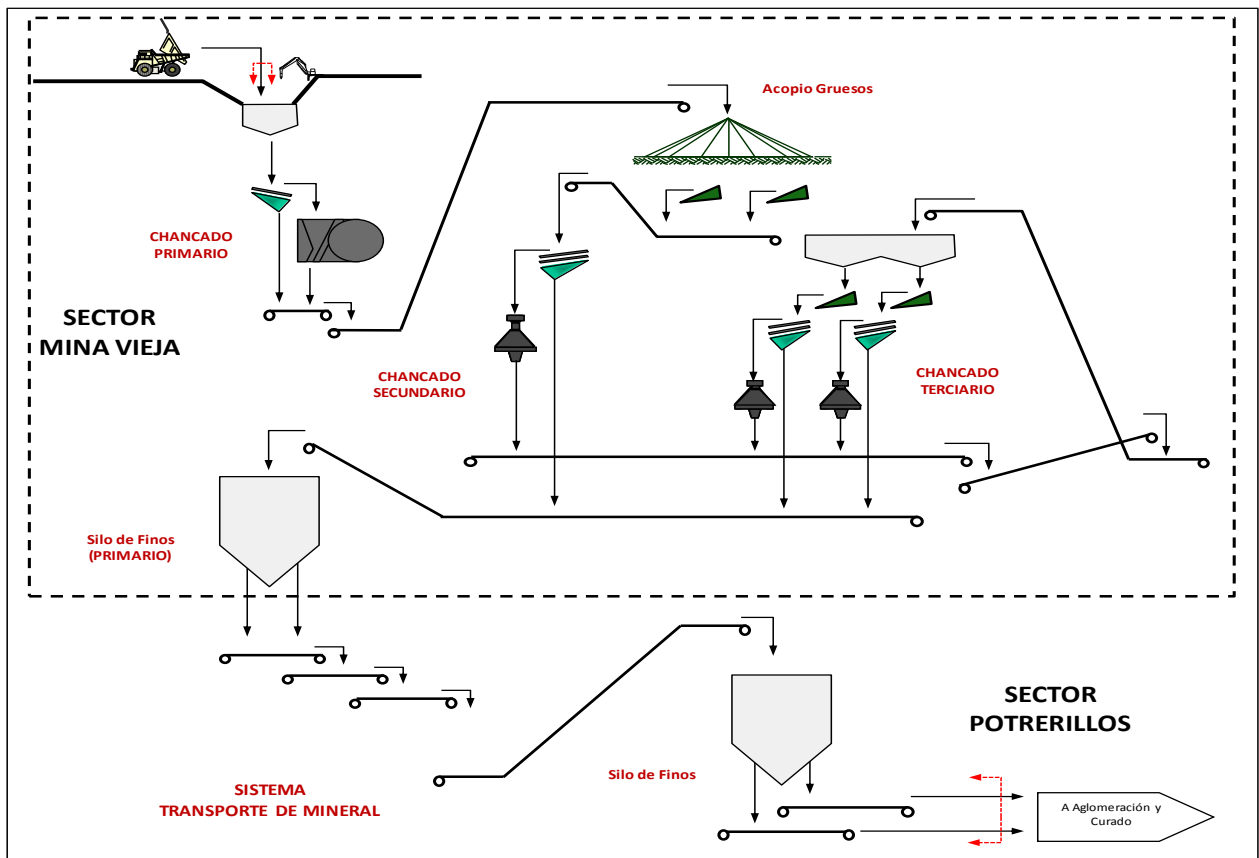 Acopio Gruesos
CHANCADO
PRIMARIO
SECTOR
MINA VIEJA
CHANCADO
SECUNDARIO
CHANCADO
TERCIARIO
Silo de Finos
(PRIMARIO)
SECTOR
POTRERILLOS
SISTEMA
TRANSPORTE DE MINERAL
Silo de Finos
A Aglomeración y
Curado